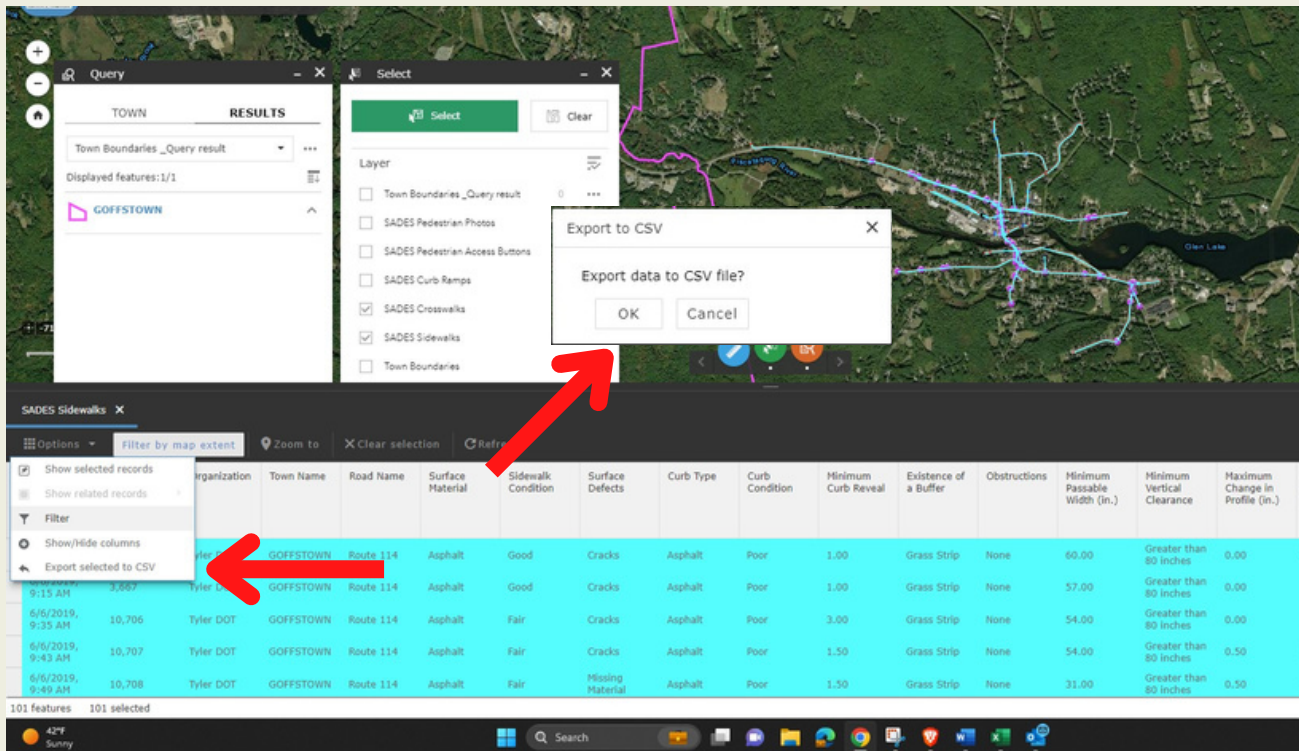 Query
TOWN RESULTS
Town Boundaries _Query result
Displayed features:1/1
GOFFSTOWN
Select
Select Clear
Layer
Town Boundaries _Query result 0
SADES Pedestrian Photos
SADES Pedestrian Access Buttons
SADES Curb Ramps
SADES Crosswalks
SADES Sidewalks
Town Boundaries
Export to CSV
Export data to CSV file?
OK Cancel
Piscataquog River
Glen Lake
-71
SADES Sidewalks
Options Filter by map extent Zoom to Clear selection
Show selected records
Show related records
Filter
Show/Hide columns
Export selected to CSV
Town Name Road Name Surface Material Sidewalk Condition Surface Defects Curb Type Curb Condition Minimum Curb Reveal Existence of a Buffer Obstructions Minimum Passable Width (in.) Minimum Vertical Clearance Maximum Change in Profile (in.)
GOFFSTOWN Route 114 Asphalt Good Cracks Asphalt Poor 1.00 Grass Strip None 60.00 Greater than 80 inches 0.00
9:15 AM 3,667 GOFFSTOWN Route 114 Asphalt Good Cracks Asphalt Poor 1.00 Grass Strip None 57.00 Greater than 80 inches 0.00
6/6/2019, 9:35 AM 10,706 Tyler DOT GOFFSTOWN Route 114 Asphalt Fair Cracks Asphalt Poor 3.00 Grass Strip None 54.00 Greater than 80 inches 0.00
6/6/2019, 9:43 AM 10,707 Tyler DOT GOFFSTOWN Route 114 Asphalt Fair Cracks Asphalt Poor 1.50 Grass Strip None 54.00 Greater than 80 inches 0.50
6/6/2019, 9:49 AM 10,708 Tyler DOT GOFFSTOWN Route 114 Asphalt Fair Missing Material Asphalt Poor 1.50 Grass Strip None 31.00 Greater than 80 inches 0.50
101 features 101 selected
42°F
Sunny
Search